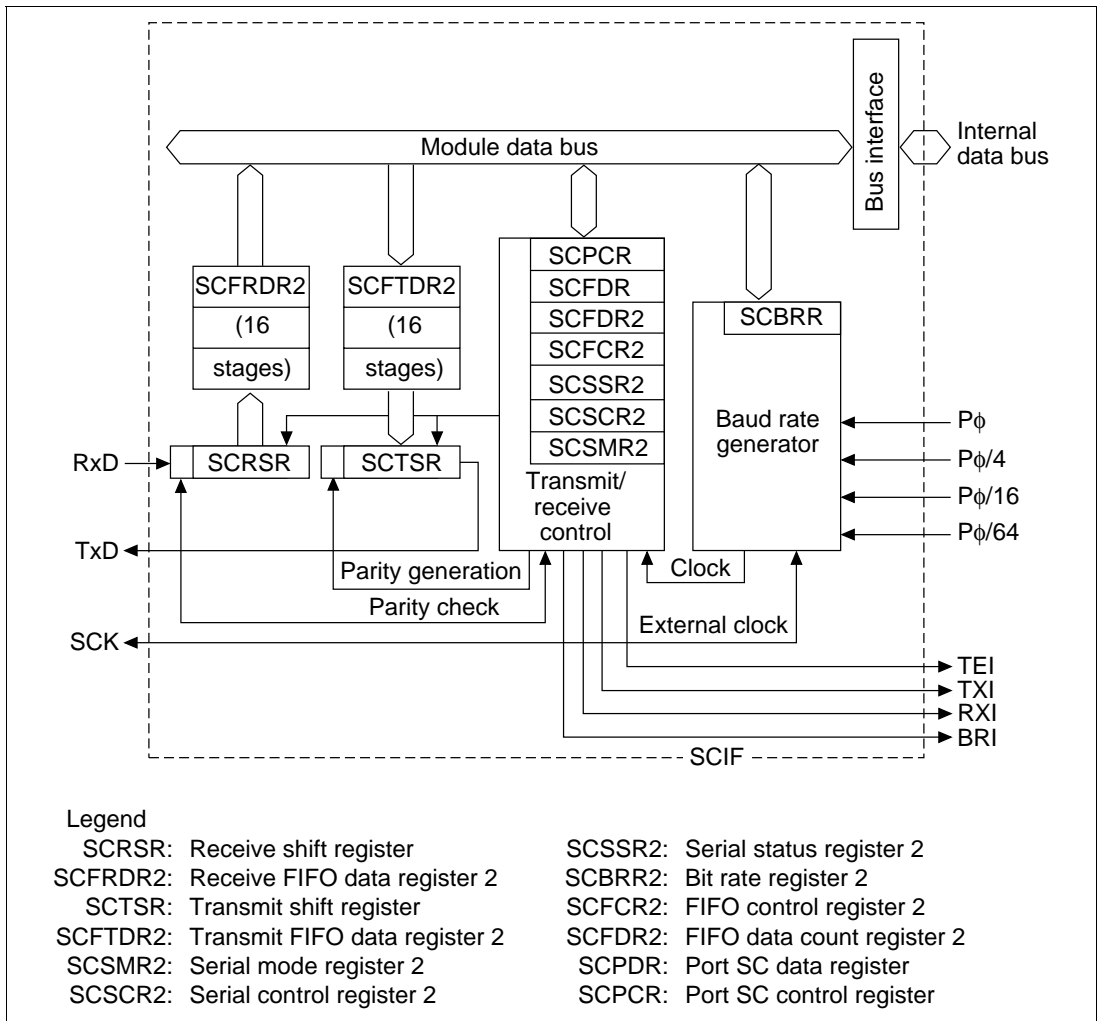 Bus interface
Internal
data bus
Module data bus
SCFRDR2
(16
stages)
SCFTDR2
(16
stages)
SCPCR
SCFDR
SCFDR2
SCFCR2
SCSSR2
SCSCR2
SCSMR2
Transmit/
receive
control
SCBRR
Baud rate
generator
Pϕ
Pϕ/4
Pϕ/16
Pϕ/64
RxD
SCRSR
SCTSR
TxD
Parity generation
Clock
Parity check
SCK
External clock
TEI
TXI
RXI
BRI
SCIF
Legend
SCRSR: Receive shift register
SCFRDR2: Receive FIFO data register 2
SCTSR: Transmit shift register
SCFTDR2: Transmit FIFO data register 2
SCSMR2: Serial mode register 2
SCSCR2: Serial control register 2
SCSSR2: Serial status register 2
SCBRR2: Bit rate register 2
SCFCR2: FIFO control register 2
SCFDR2: FIFO data count register 2
SCPDR: Port SC data register
SCPCR: Port SC control register